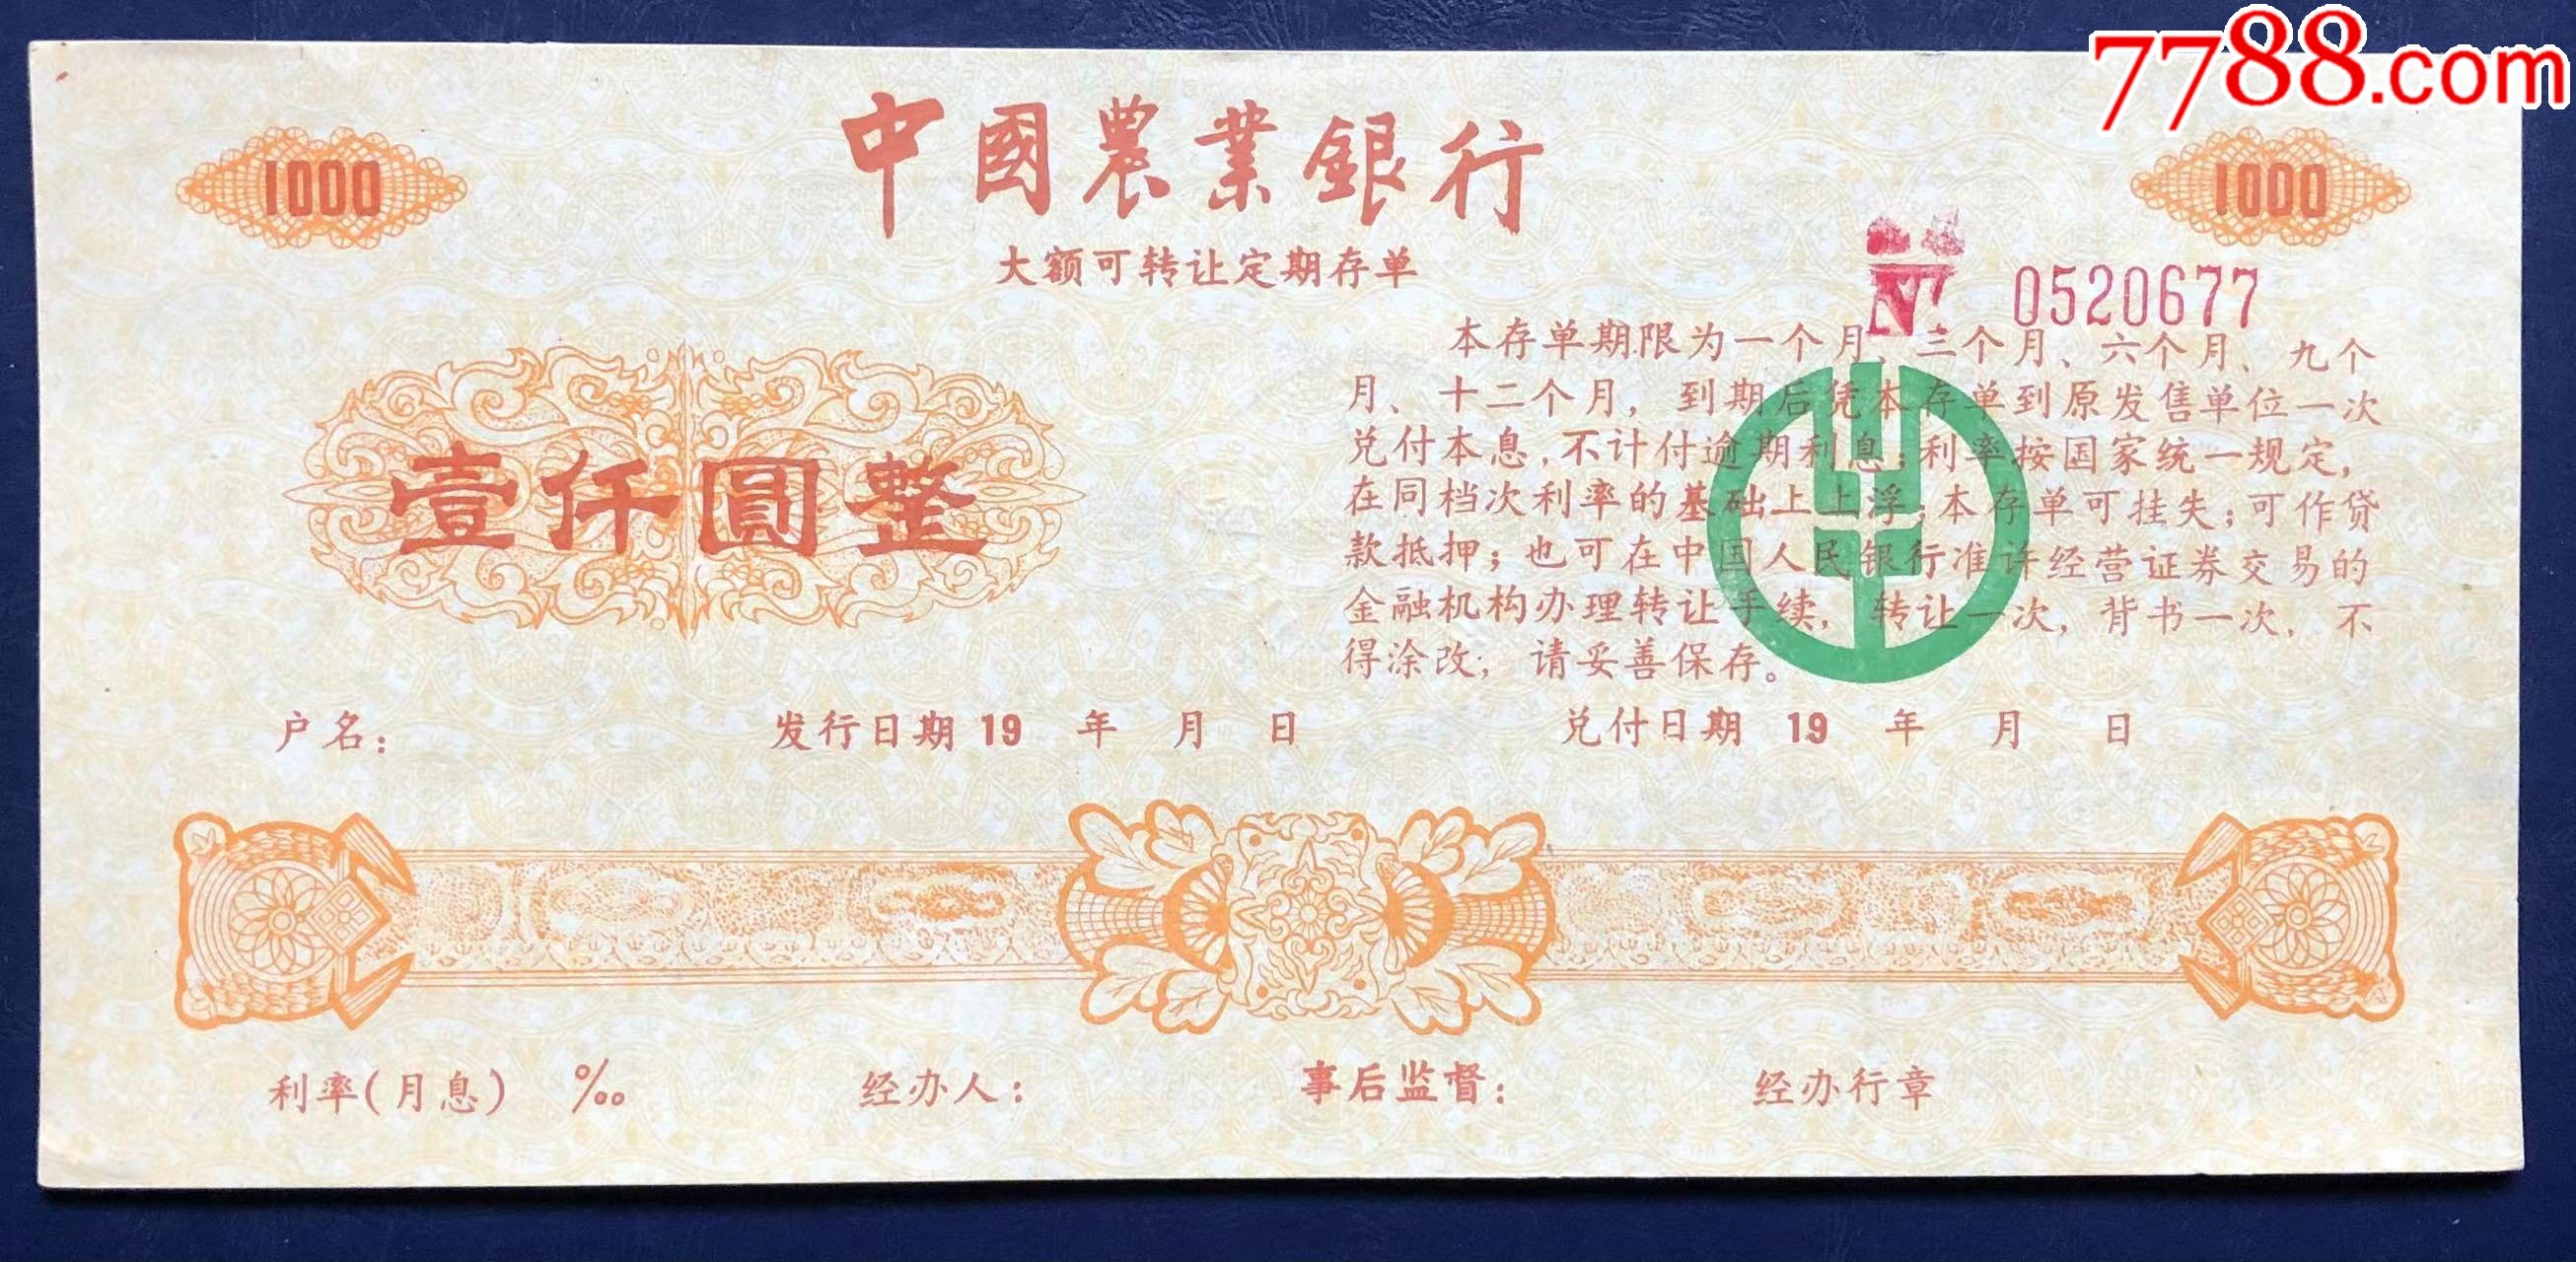 7788.com
1000
中國農業銀行
1000
大额可转让定期存单
0520677
本存单期限为一个月、三个月、六个月、九个
月、十二个月，到期后凭本存单到原发售单位一次
兑付本息，不计付逾期利息；利率按国家统一规定，
在同档次利率的基础上上浮；本存单可挂失；可作贷
款抵押；也可在中国人民银行准许经营证券交易的
金融机构办理转让手续，转让一次，背书一次，不
得涂改，请妥善保存。
壹仟圓整
户名：
发行日期19 年 月 日
兑付日期 19 年 月 日
利率(月息) ‰
经办人：
事后监督：
经办行章